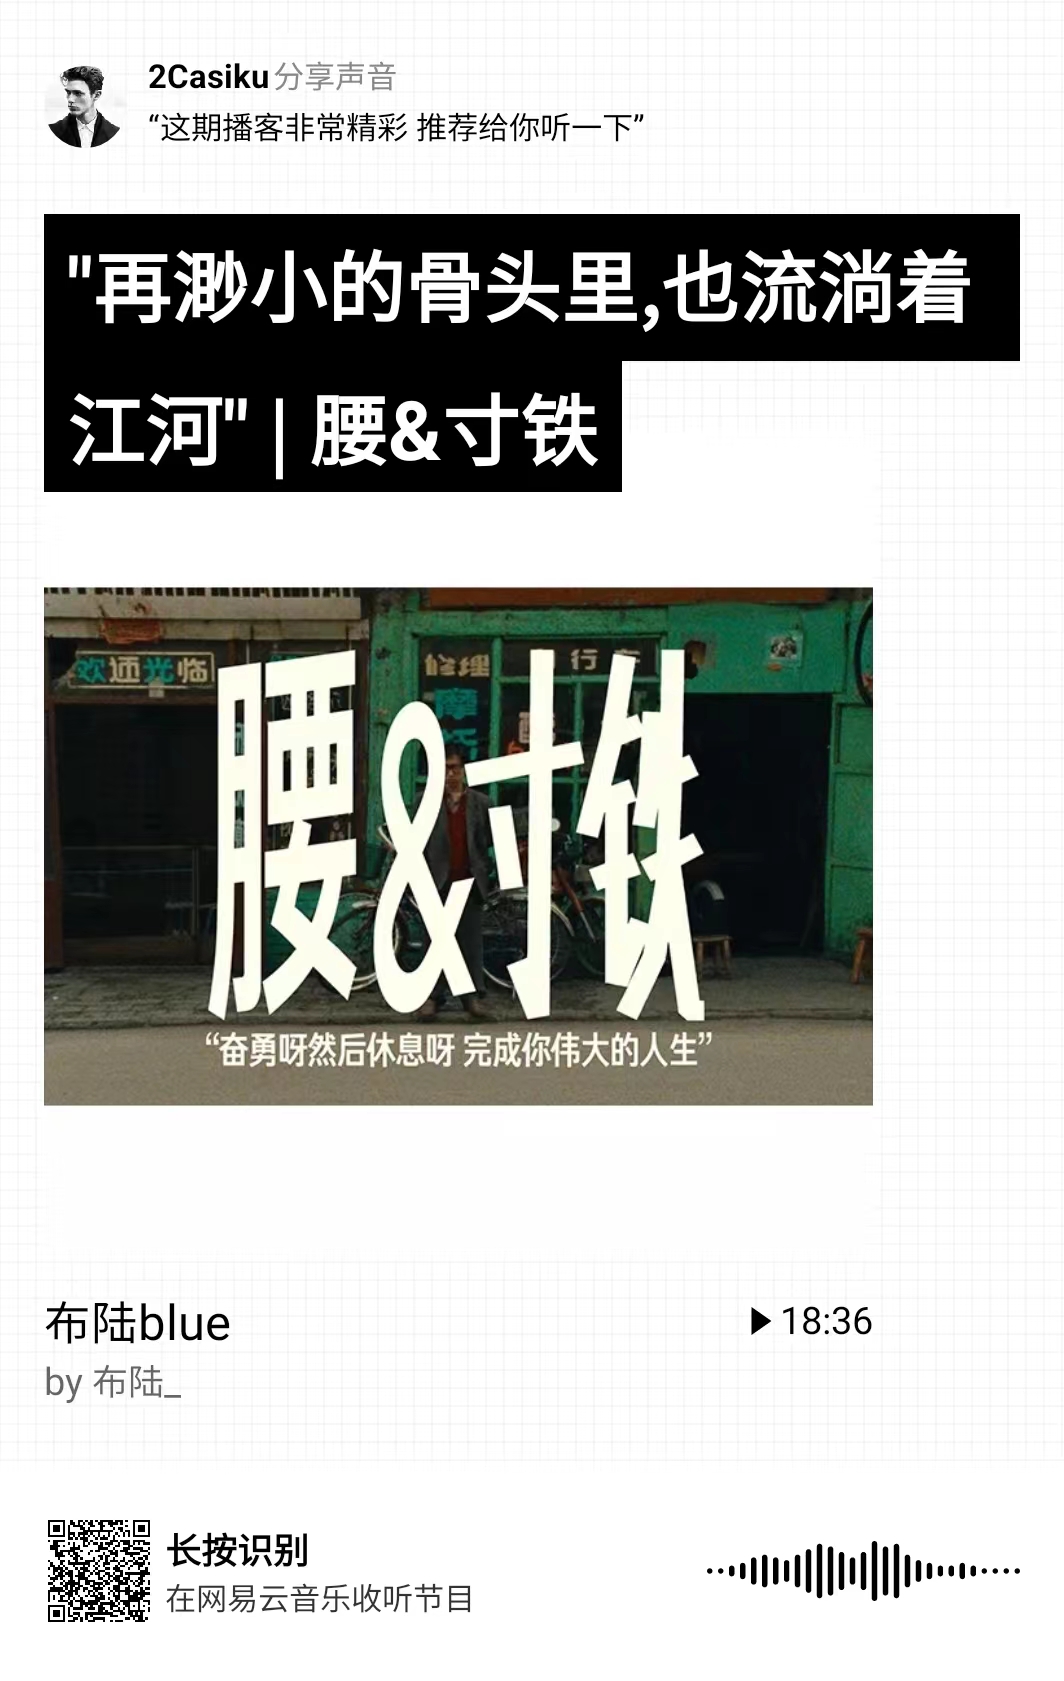 2Casiku分享声音
“这期播客非常精彩 推荐给你听一下”
"再渺小的骨头里,也流淌着
江河" | 腰&寸铁
欢迎光临
修理
行车
摩托
腰&寸铁
“奋勇呀然后休息呀 完成你伟大的人生”
布陆blue
18:36
by 布陆_
长按识别
在网易云音乐收听节目